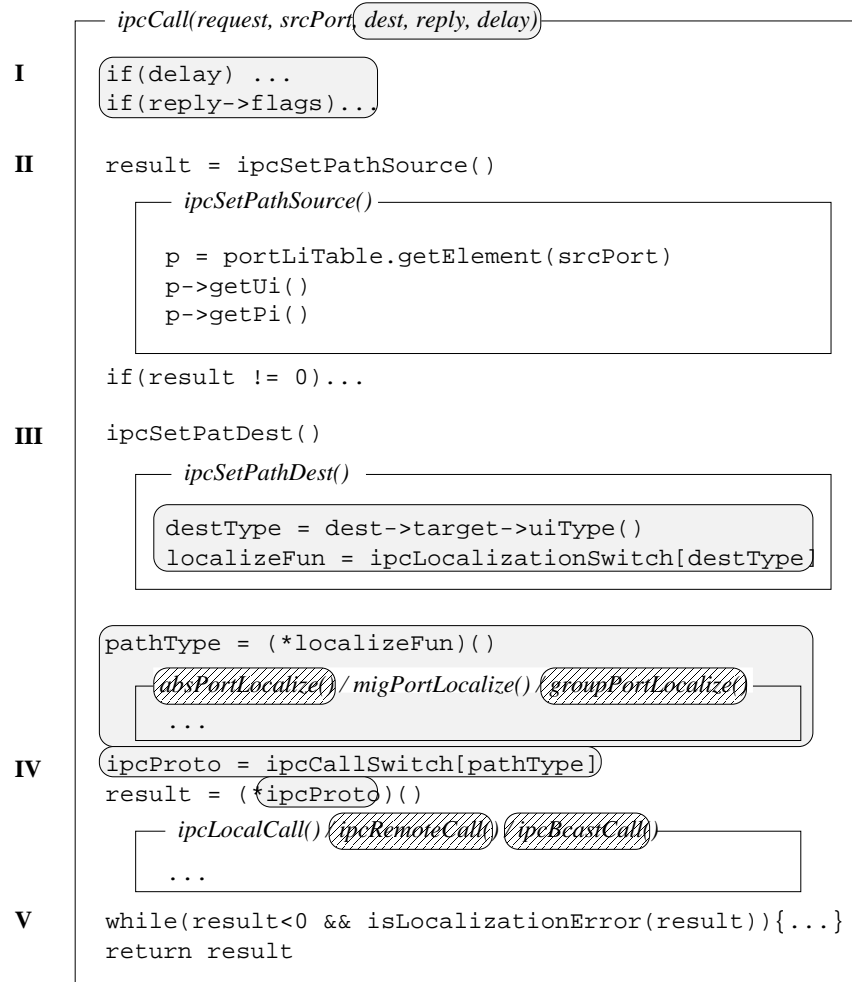 ipcCall(request, srcPort, dest, reply, delay)
I if(delay) ...
if(reply->flags)...
II result = ipcSetPathSource()
ipcSetPathSource()
p = portLiTable.getElement(srcPort)
p->getUi()
p->getPi()
if(result != 0)...
III ipcSetPatDest()
ipcSetPathDest()
destType = dest->target->uiType()
localizeFun = ipcLocalizationSwitch[destType]
pathType = (*localizeFun)()
absPortLocalize() / migPortLocalize() / groupPortLocalize()
...
IV ipcProto = ipcCallSwitch[pathType]
result = (*ipcProto)()
ipcLocalCall() / ipcRemoteCall() / ipcBcastCall()
...
V while(result<0 && isLocalizationError(result)){...}
return result